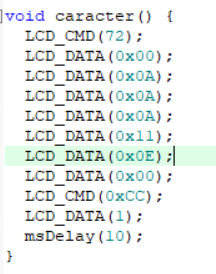 void caracter() {
LCD_CMD(72);
LCD_DATA(0x00);
LCD_DATA(0x0A);
LCD_DATA(0x0A);
LCD_DATA(0x0A);
LCD_DATA(0x11);
LCD_DATA(0x0E);
LCD_DATA(0x00);
LCD_CMD(0xCC);
LCD_DATA(1);
msDelay(10);
}